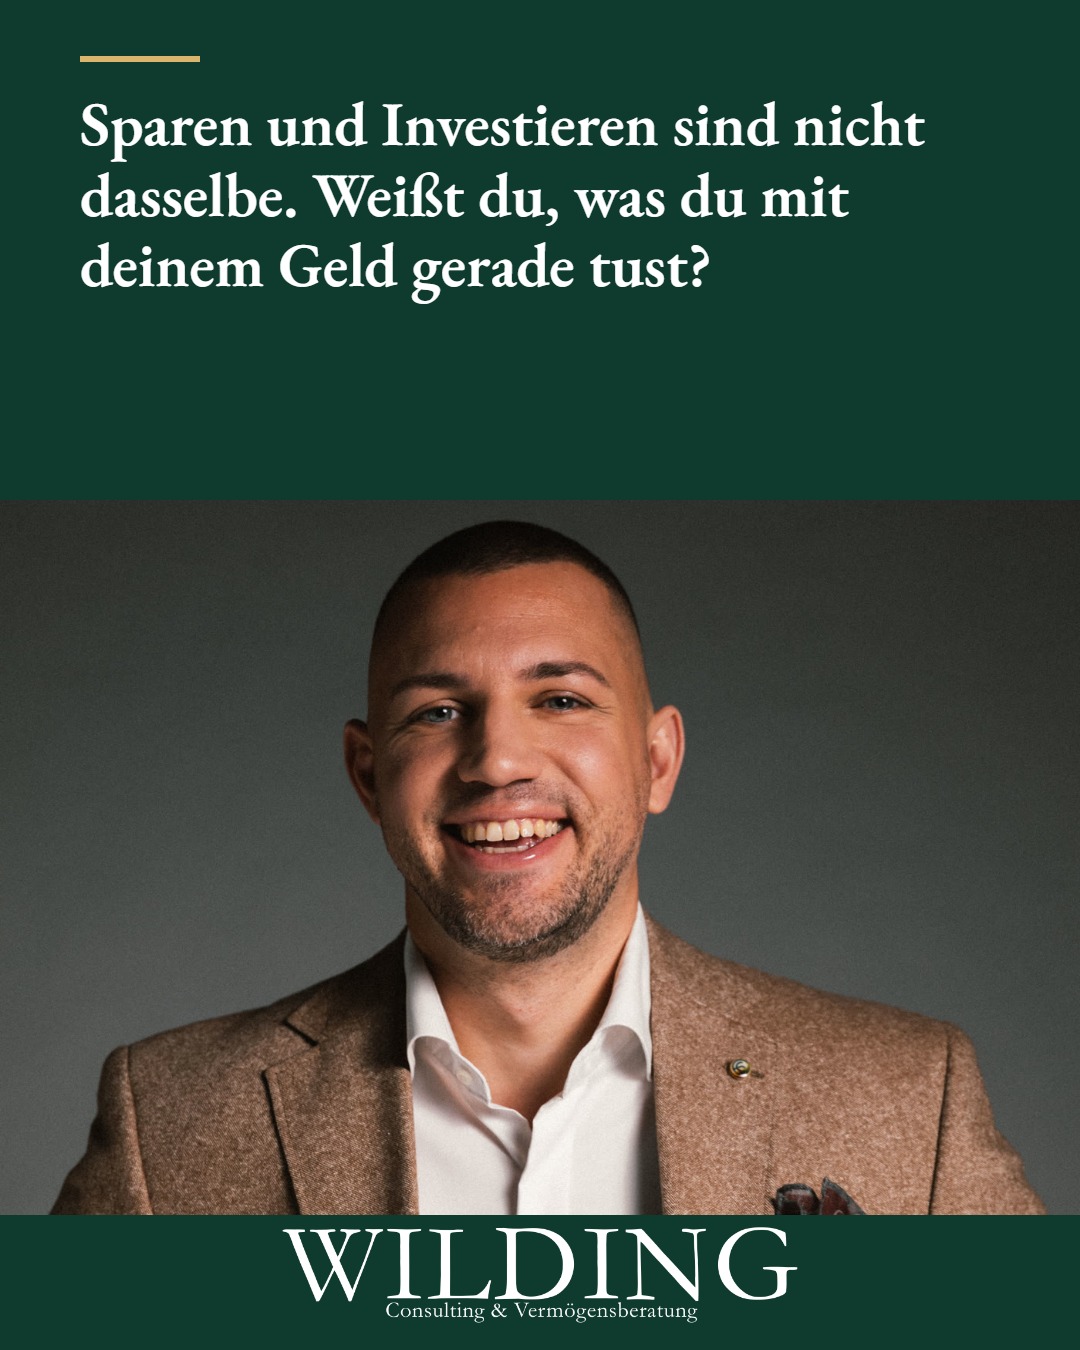 Sparen und Investieren sind nicht
dasselbe. Weißt du, was du mit
deinem Geld gerade tust?
WILDING
Consulting & Vermögensberatung